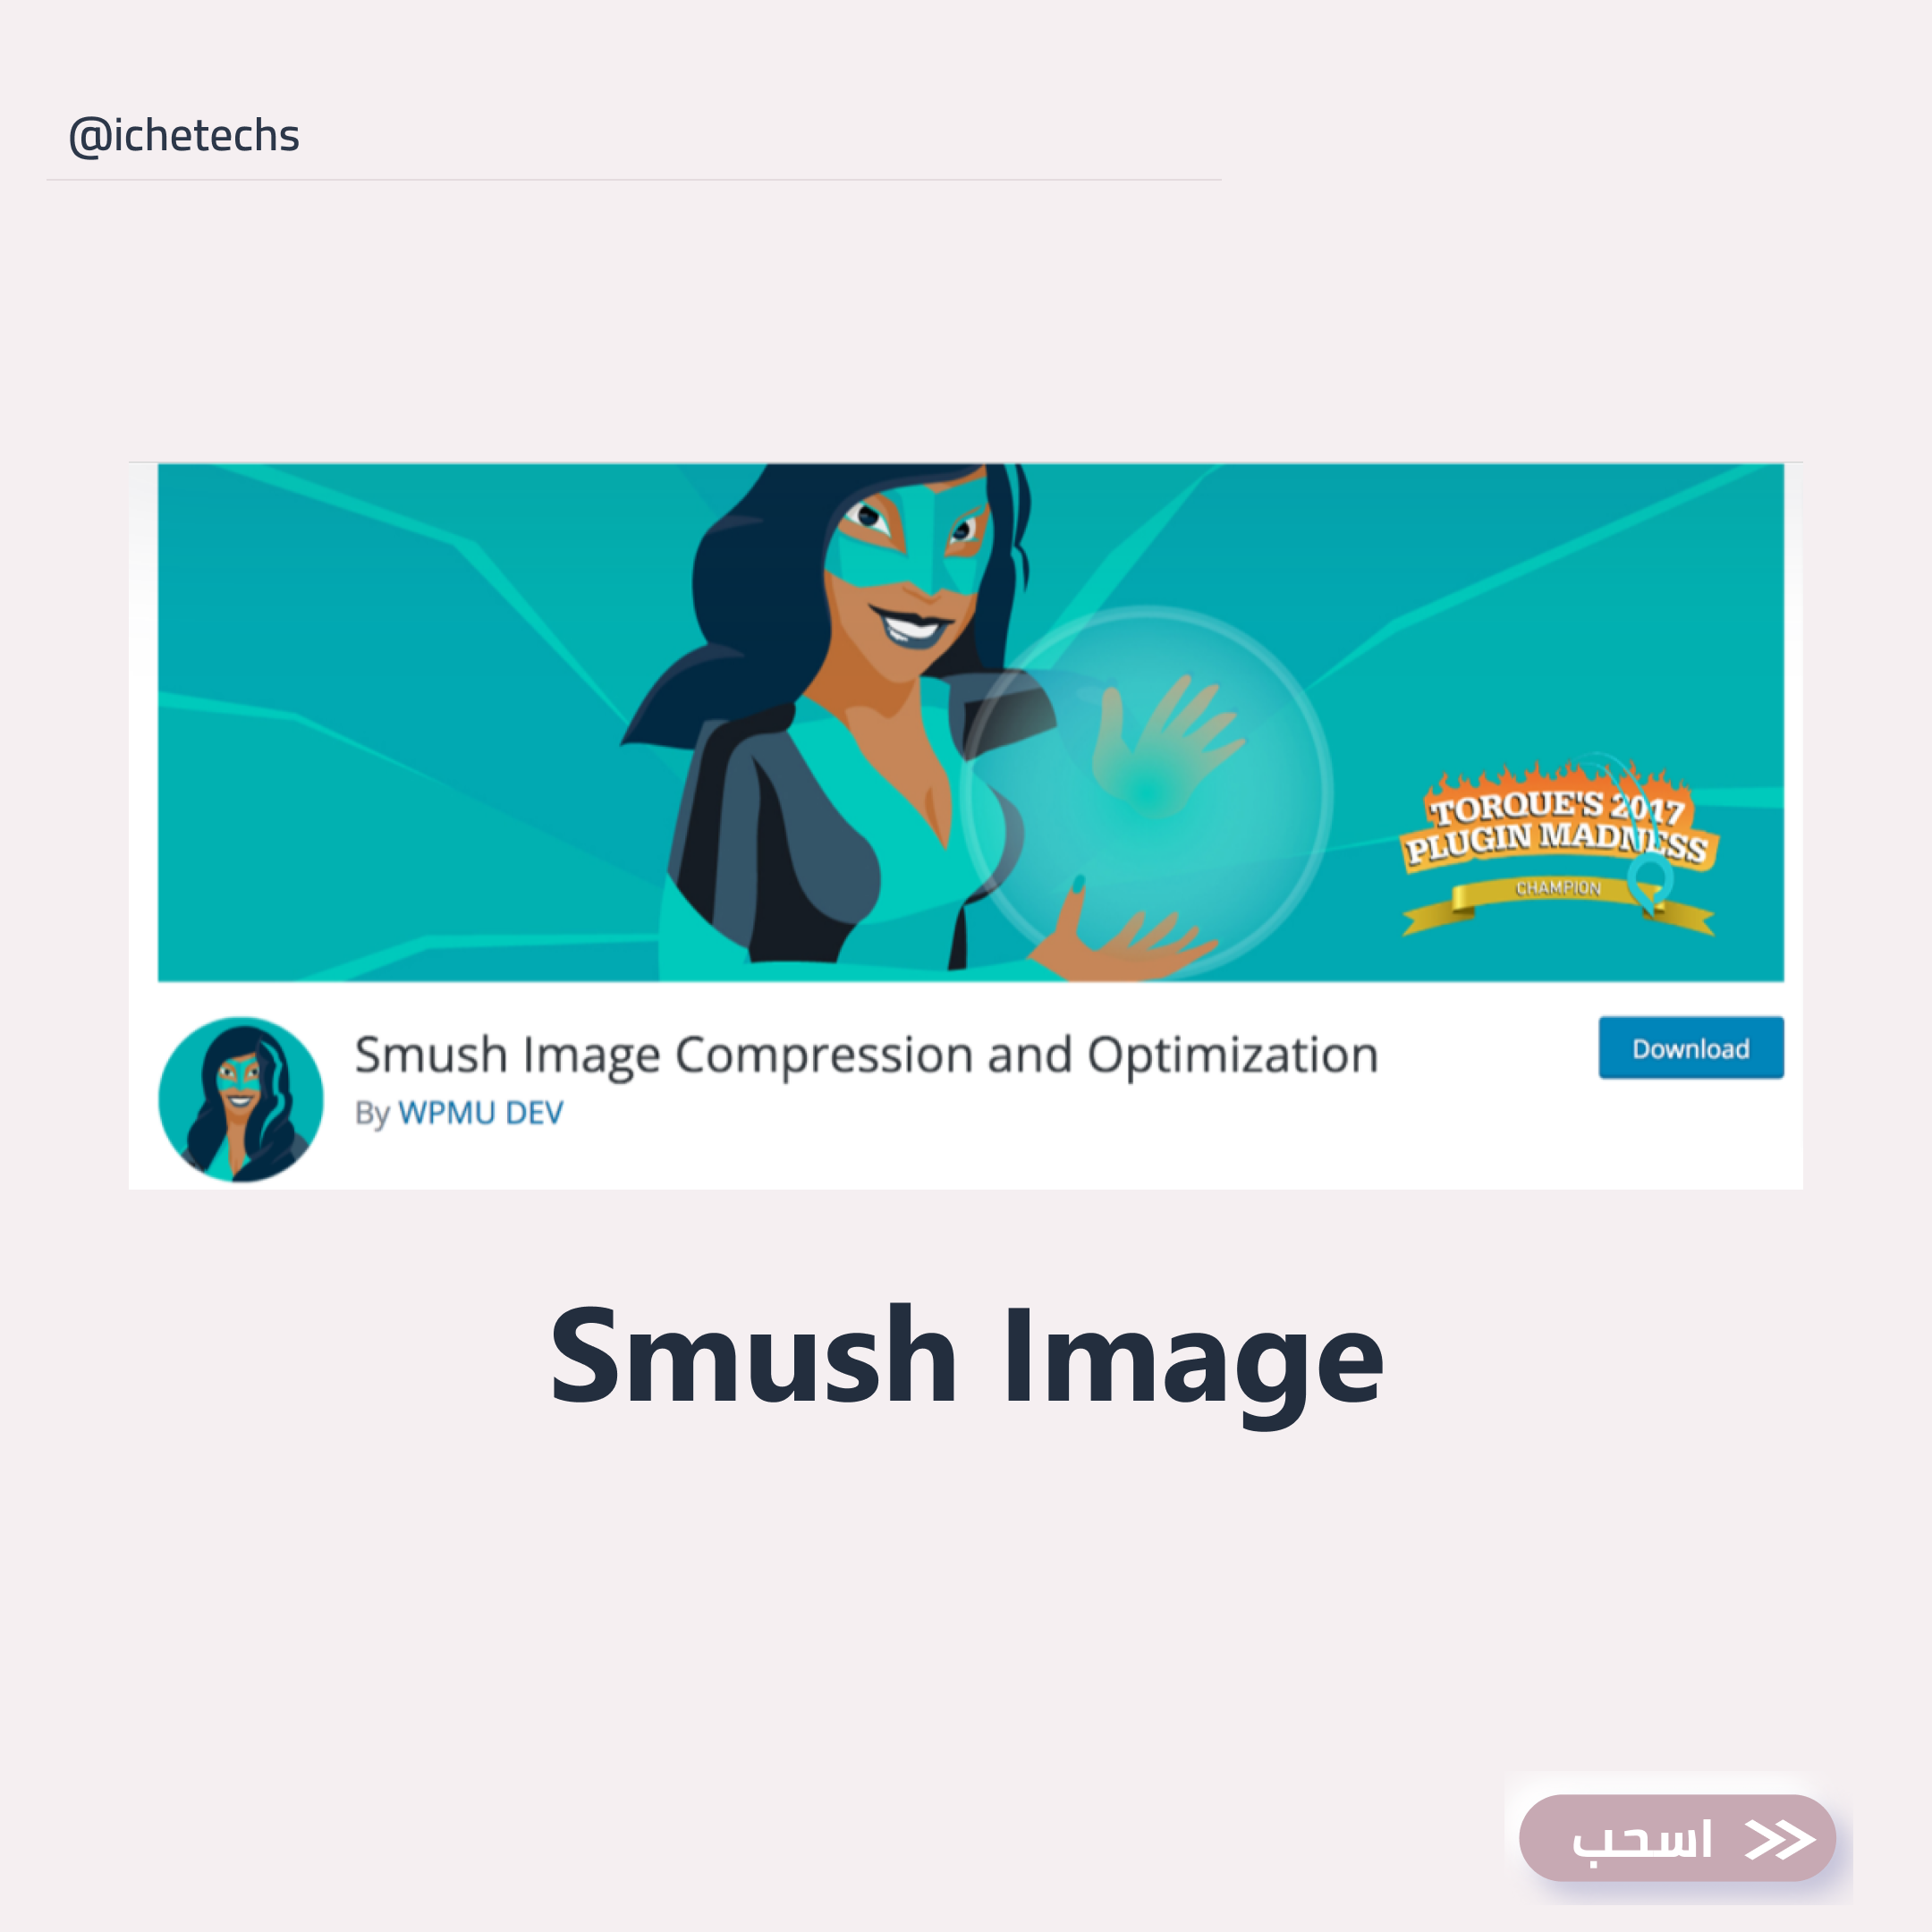 @ichetechs
TORQUE'S 2017
PLUGIN MADNESS
CHAMPION
Smush Image Compression and Optimization
Download
By WPMU DEV
Smush Image
اسحب